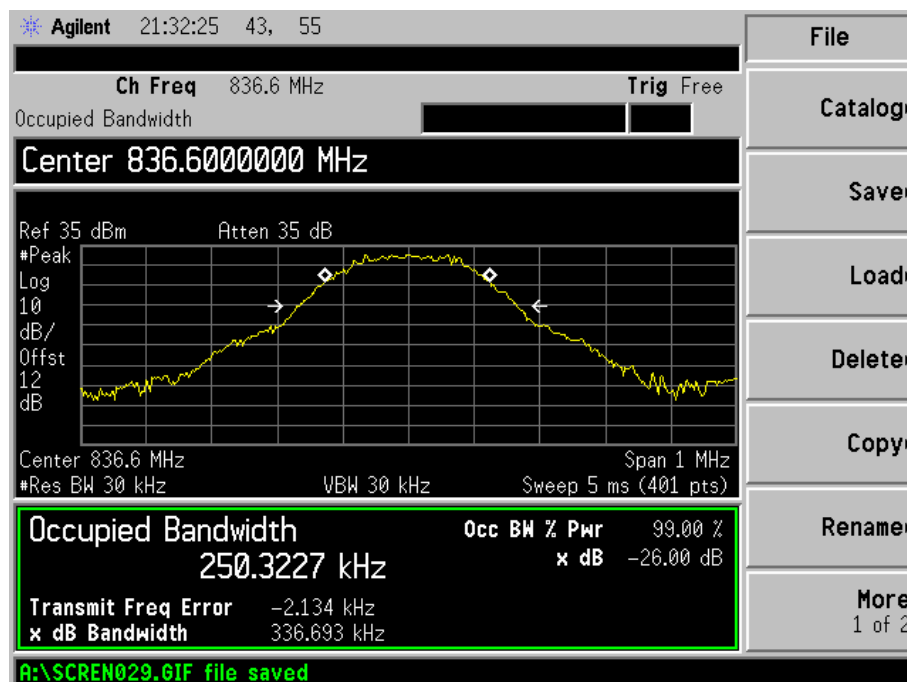 Agilent 21:32:25 43, 55
File
Ch Freq 836.6 MHz Trig Free
Occupied Bandwidth
Catalog
Center 836.6000000 MHz
Save
Ref 35 dBm Atten 35 dB
#Peak
Log
10
dB/
Offst
12
dB
Load
Delete
Center 836.6 MHz Span 1 MHz
#Res BW 30 kHz VBW 30 kHz Sweep 5 ms (401 pts)
Copy
Occupied Bandwidth Occ BW % Pwr 99.00 %
250.3227 kHz x dB -26.00 dB
Rename
Transmit Freq Error -2.134 kHz
x dB Bandwidth 336.693 kHz
More
1 of 2
A:\SCREN029.GIF file saved